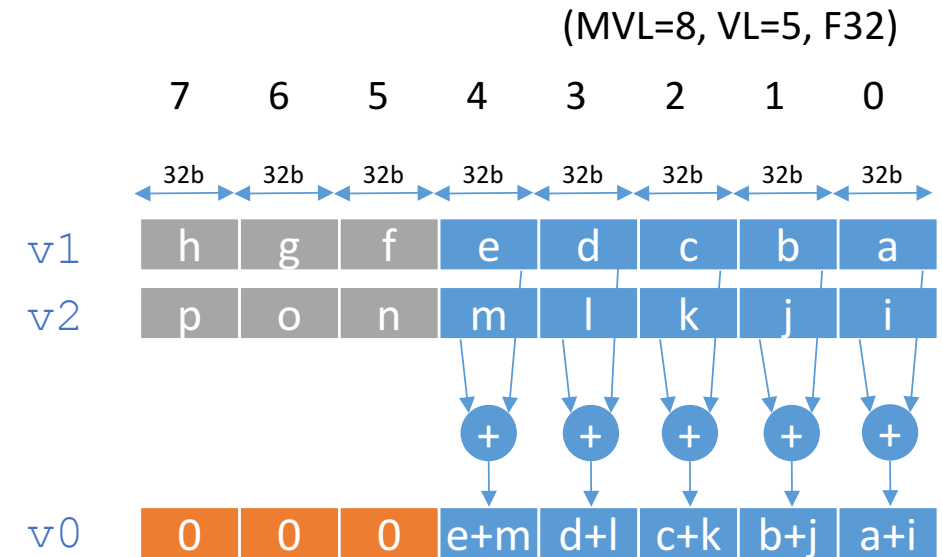 (MVL=8, VL=5, F32)
7 6 5 4 3 2 1 0
32b 32b 32b 32b 32b 32b 32b 32b
v1 h g f e d c b a
v2 p o n m l k j i
+ + + + +
v0 0 0 0 e+m d+l c+k b+j a+i